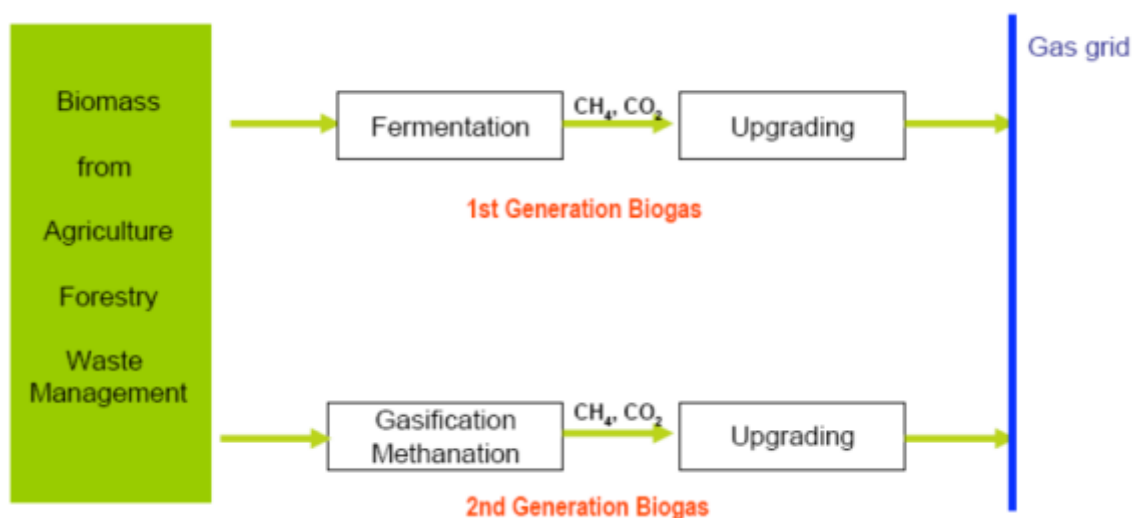 Biomass
from
Agriculture
Forestry
Waste
Management
Fermentation
CH₄, CO₂
Upgrading
1st Generation Biogas
Gasification
Methanation
CH₄, CO₂
Upgrading
2nd Generation Biogas
Gas grid